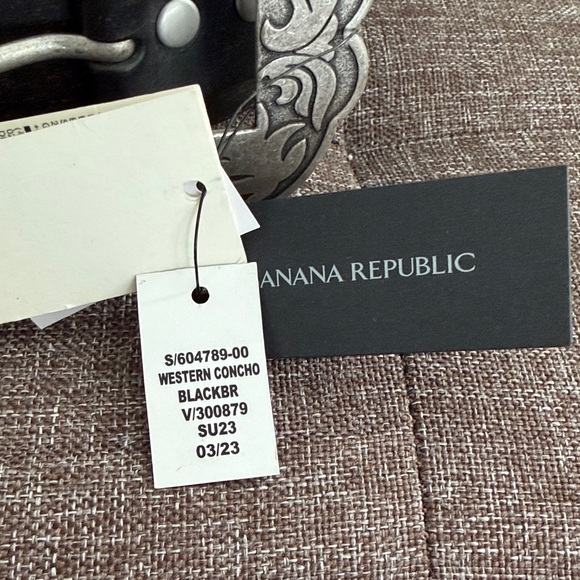 ANANA REPUBLIC
S/604789-00
WESTERN CONCHO
BLACKBR
V/300879
SU23
03/23